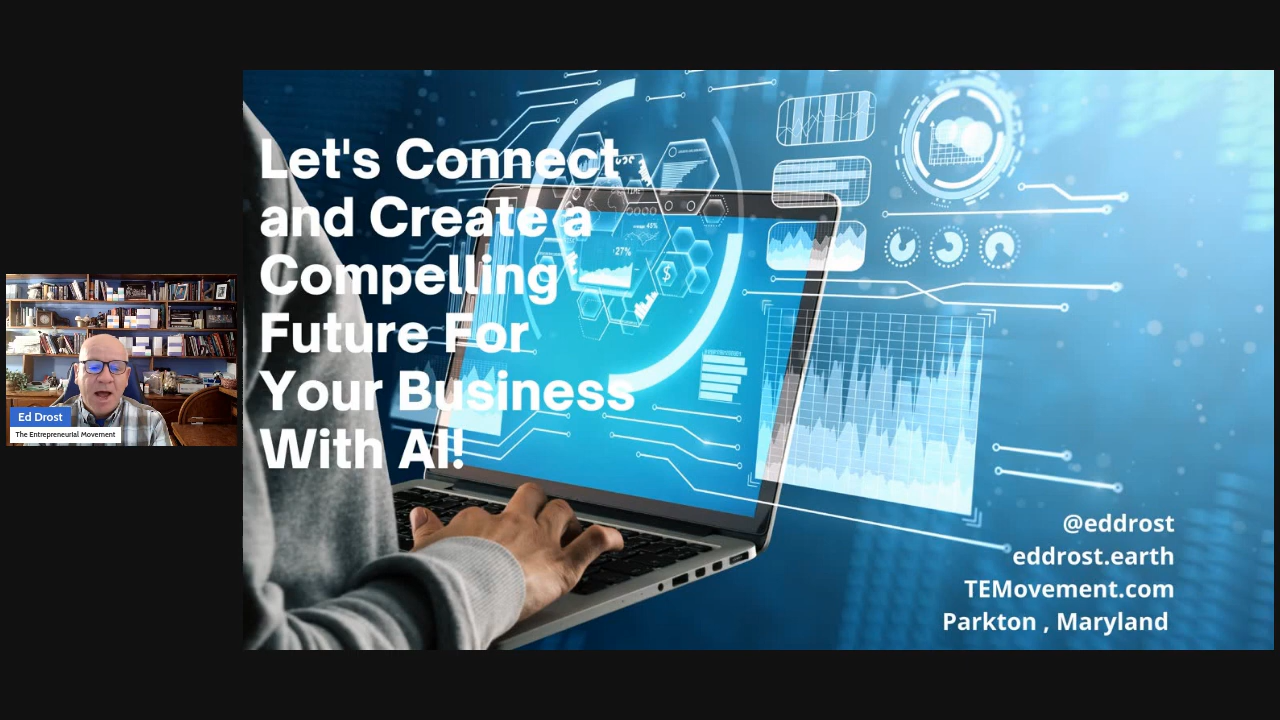 Let's Connect
and Create a
Compelling
Future For
Your Business
With AI!
Ed Drost
The Entrepreneurial Movement
@eddrost
eddrost.earth
TEMovement.com
Parkton , Maryland
27%
$